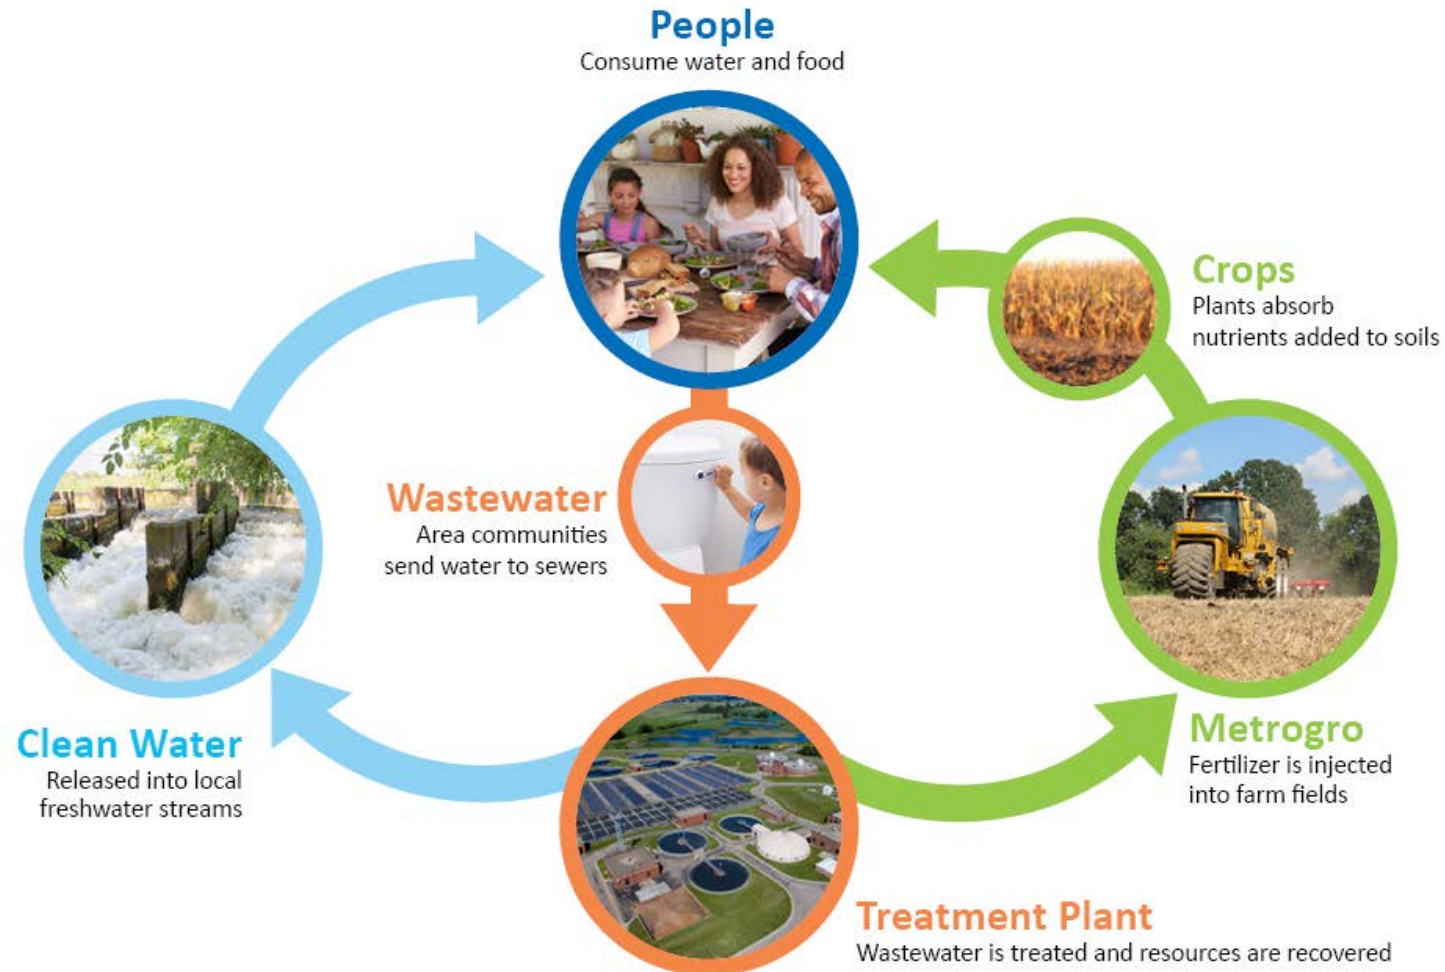 People
Consume water and food
Crops
Plants absorb
nutrients added to soils
Wastewater
Area communities
send water to sewers
Clean Water
Released into local
freshwater streams
Metrogro
Fertilizer is injected
into farm fields
Treatment Plant
Wastewater is treated and resources are recovered